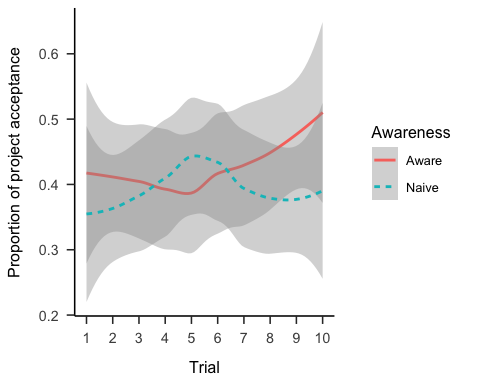 Proportion of project acceptance
0.6
0.5
0.4
0.3
0.2
1 2 3 4 5 6 7 8 9 10
Trial
Awareness
Aware
Naive